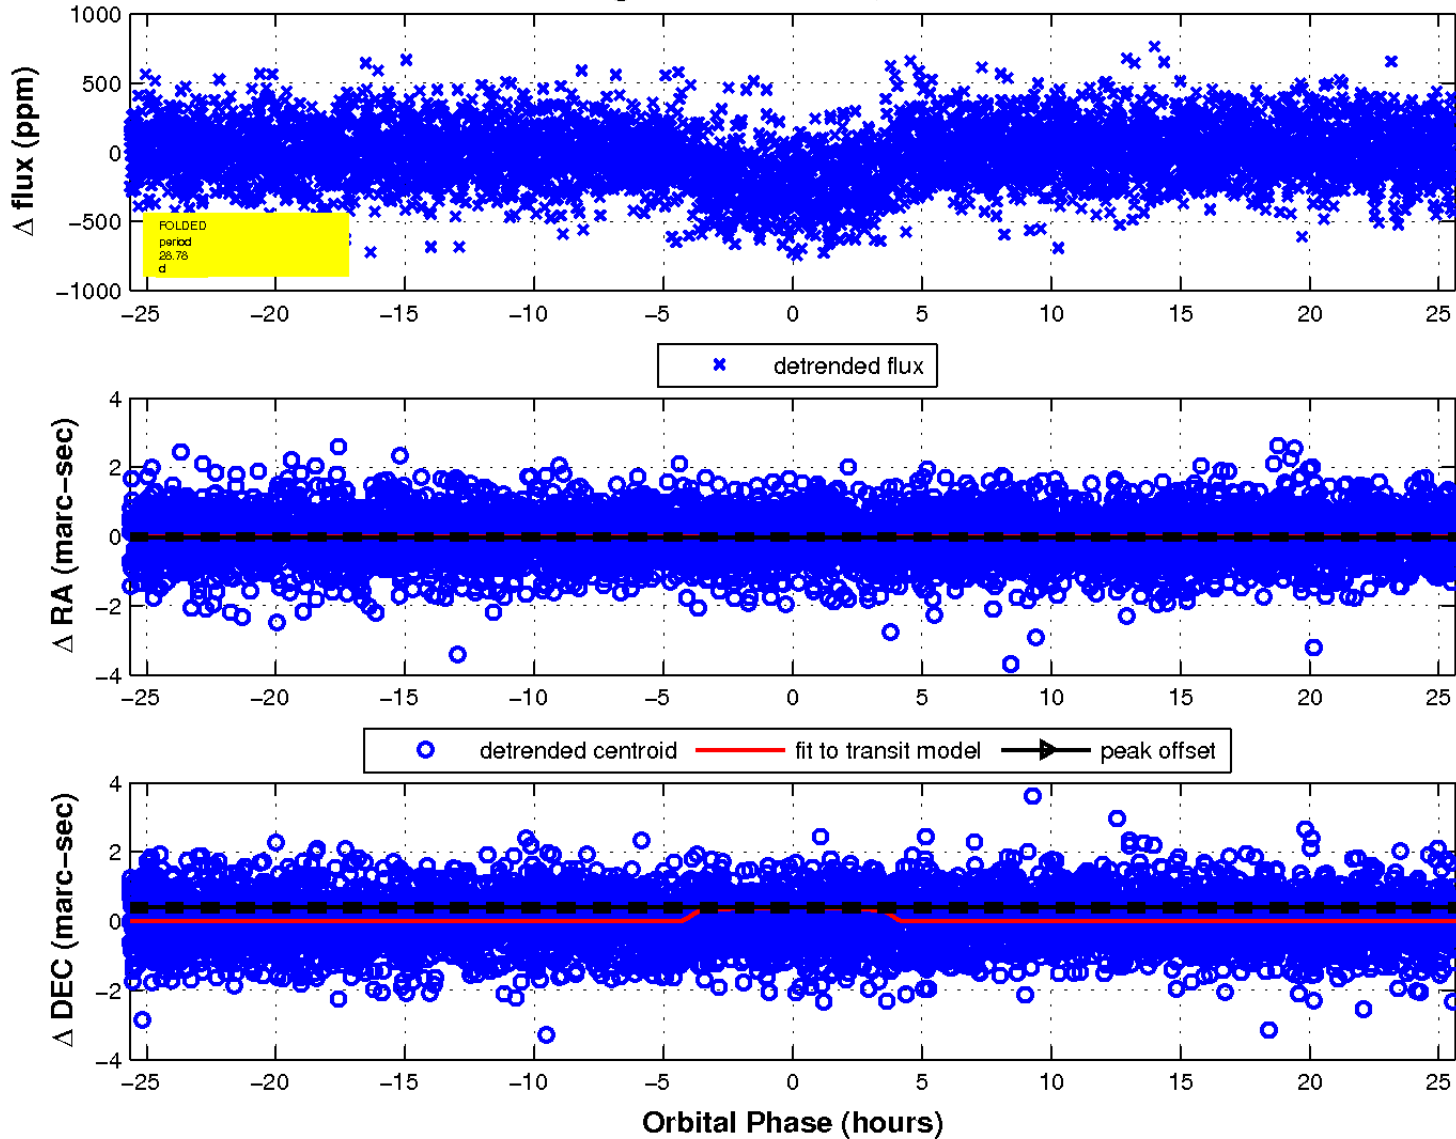 1000
500
0
−500
−1000
Δ flux (ppm)
FOLDED
period
28.78
d
−25 −20 −15 −10 −5 0 5 10 15 20 25
detrended flux
4
2
0
−2
−4
Δ RA (marc−sec)
−25 −20 −15 −10 −5 0 5 10 15 20 25
detrended centroid fit to transit model peak offset
4
2
0
−2
−4
Δ DEC (marc−sec)
−25 −20 −15 −10 −5 0 5 10 15 20 25
Orbital Phase (hours)